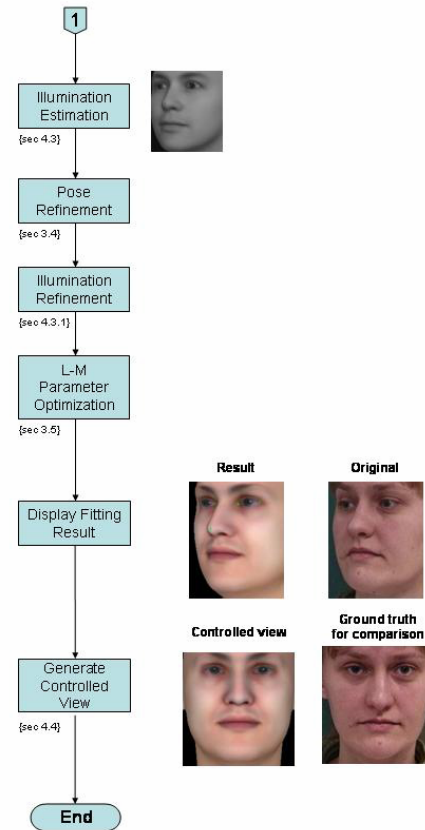 1
Illumination
Estimation
{sec 4.3}
Pose
Refinement
{sec 3.4}
Illumination
Refinement
{sec 4.3.1}
L-M
Parameter
Optimization
{sec 3.5}
Result
Original
Display Fitting
Result
Controlled view
Ground truth
for comparison
Generate
Controlled
View
{sec 4.4}
End